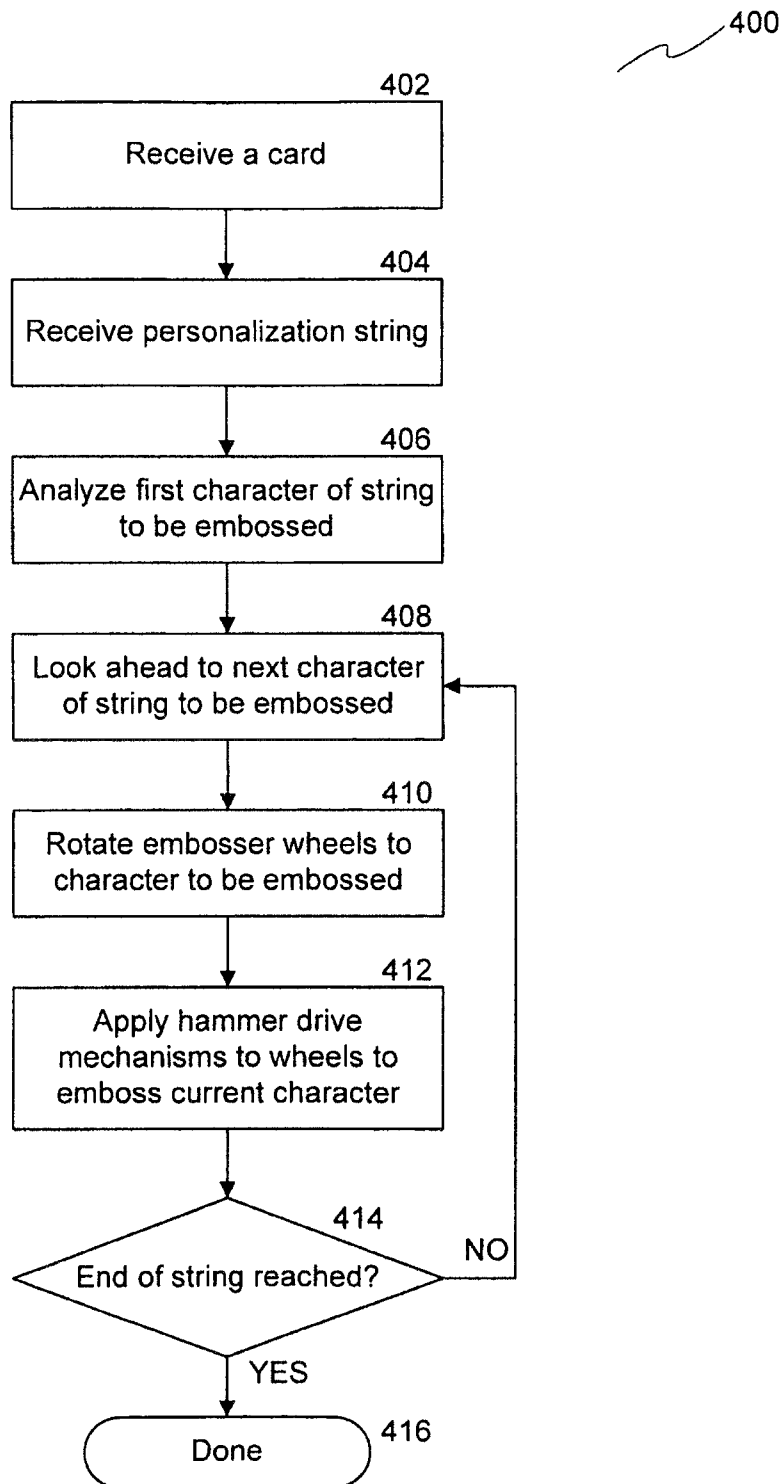 400
402
Receive a card
404
Receive personalization string
406
Analyze first character of string
to be embossed
408
Look ahead to next character
of string to be embossed
410
Rotate embosser wheels to
character to be embossed
412
Apply hammer drive
mechanisms to wheels to
emboss current character
414
End of string reached?
NO
YES
Done
416